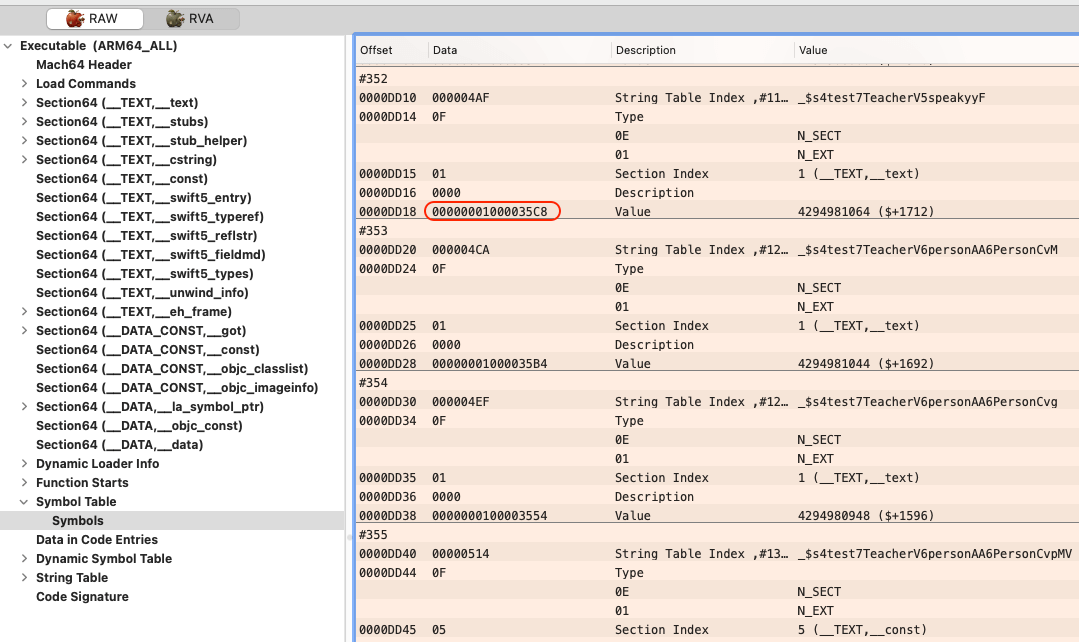 RAW RVA
Executable (ARM64_ALL)
Mach64 Header
Load Commands
Section64 (__TEXT,__text)
Section64 (__TEXT,__stubs)
Section64 (__TEXT,__stub_helper)
Section64 (__TEXT,__cstring)
Section64 (__TEXT,__const)
Section64 (__TEXT,__swift5_entry)
Section64 (__TEXT,__swift5_typeref)
Section64 (__TEXT,__swift5_reflstr)
Section64 (__TEXT,__swift5_fieldmd)
Section64 (__TEXT,__swift5_types)
Section64 (__TEXT,__unwind_info)
Section64 (__TEXT,__eh_frame)
Section64 (__DATA_CONST,__got)
Section64 (__DATA_CONST,__const)
Section64 (__DATA_CONST,__objc_classlist)
Section64 (__DATA_CONST,__objc_imageinfo)
Section64 (__DATA,__la_symbol_ptr)
Section64 (__DATA,__objc_const)
Section64 (__DATA,__data)
Dynamic Loader Info
Function Starts
Symbol Table
Symbols
Data in Code Entries
Dynamic Symbol Table
String Table
Code Signature
Offset Data Description Value
#352
0000DD10 000004AF String Table Index ,#11… _$s4test7TeacherV5speakyyF
0000DD14 0F Type
0E N_SECT
01 N_EXT
0000DD15 01 Section Index 1 (__TEXT,__text)
0000DD16 0000 Description
0000DD18 00000001000035C8 Value 4294981064 ($+1712)
#353
0000DD20 000004CA String Table Index ,#12… _$s4test7TeacherV6personAA6PersonCvM
0000DD24 0F Type
0E N_SECT
01 N_EXT
0000DD25 01 Section Index 1 (__TEXT,__text)
0000DD26 0000 Description
0000DD28 00000001000035B4 Value 4294981044 ($+1692)
#354
0000DD30 000004EF String Table Index ,#12… _$s4test7TeacherV6personAA6PersonCvg
0000DD34 0F Type
0E N_SECT
01 N_EXT
0000DD35 01 Section Index 1 (__TEXT,__text)
0000DD36 0000 Description
0000DD38 0000000100003554 Value 4294980948 ($+1596)
#355
0000DD40 00000514 String Table Index ,#13… _$s4test7TeacherV6personAA6PersonCvpMV
0000DD44 0F Type
0E N_SECT
01 N_EXT
0000DD45 05 Section Index 5 (__TEXT,__const)